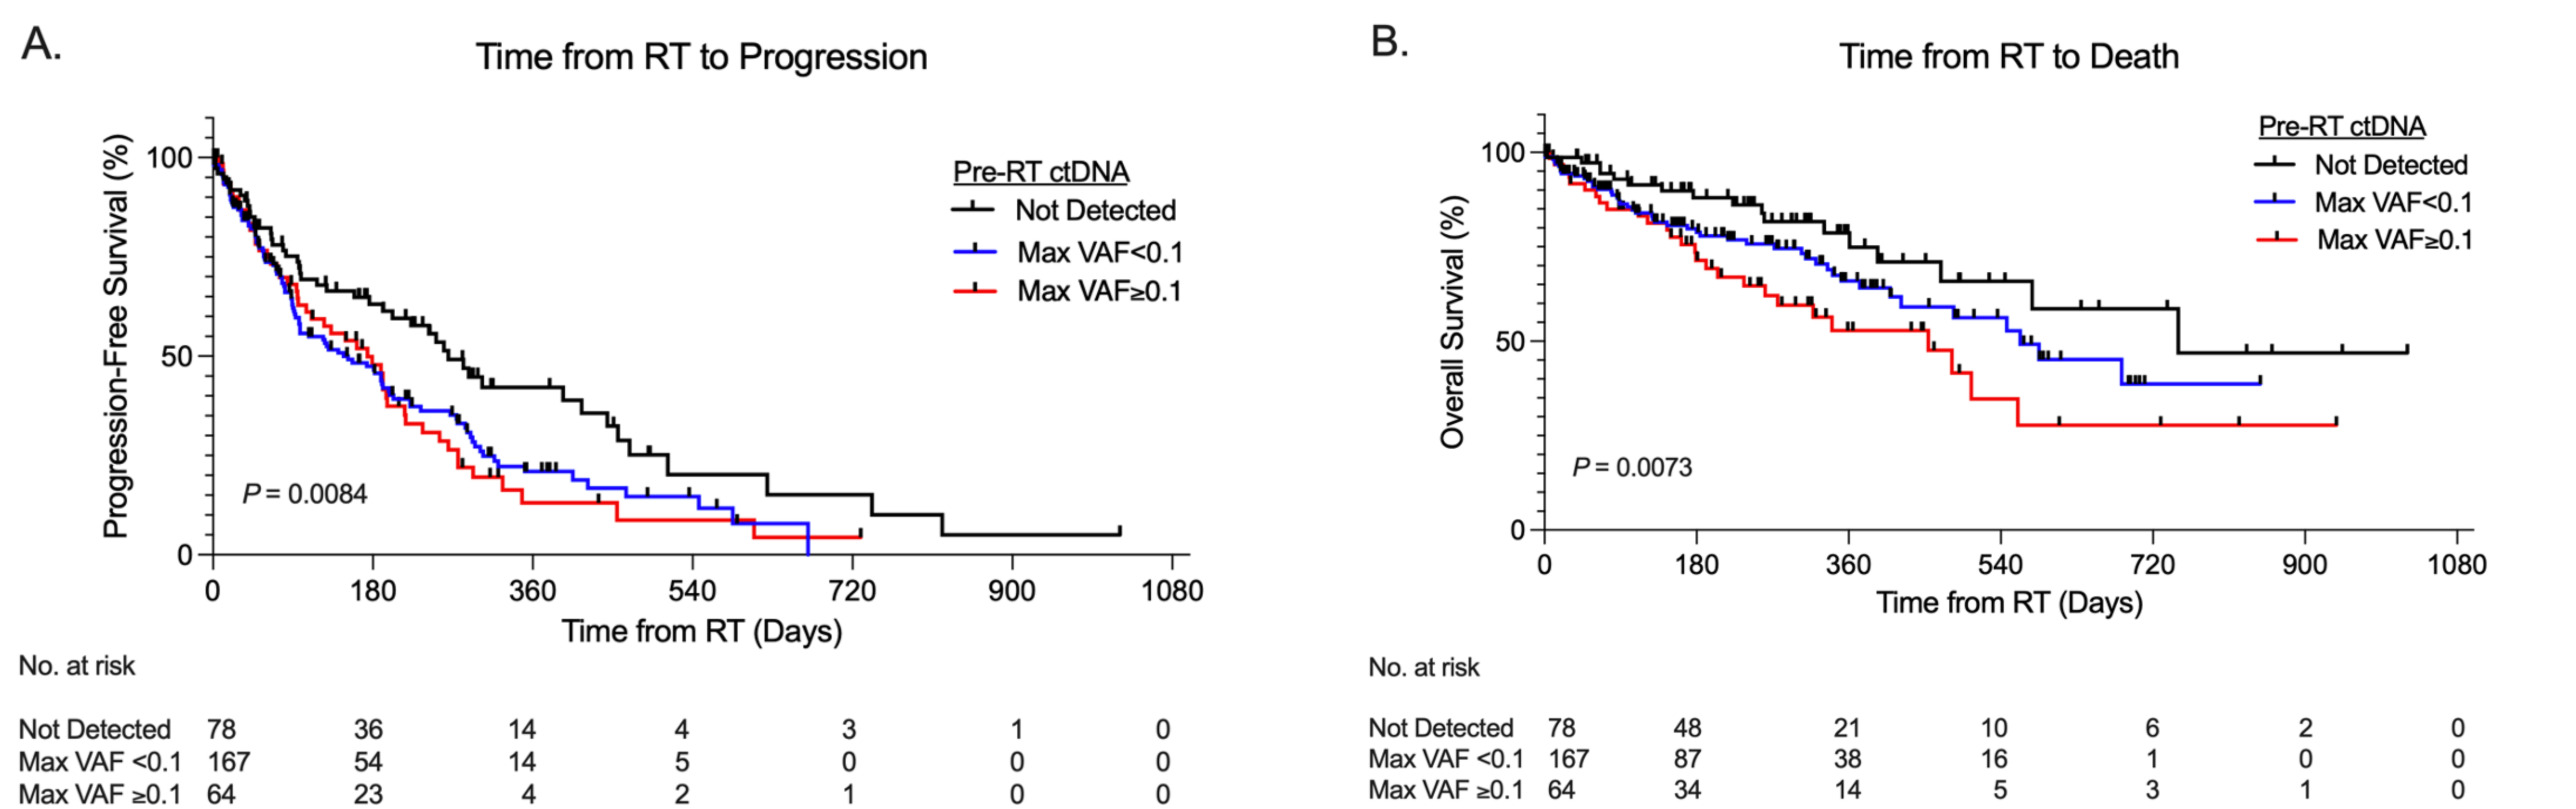 A.
Time from RT to Progression
Progression-Free Survival (%)
100
50
0
Pre-RT ctDNA
Not Detected
Max VAF<0.1
Max VAF≥0.1
P = 0.0084
0 180 360 540 720 900 1080
Time from RT (Days)
No. at risk
Not Detected 78 36 14 4 3 1 0
Max VAF <0.1 167 54 14 5 0 0 0
Max VAF ≥0.1 64 23 4 2 1 0 0
B.
Time from RT to Death
Overall Survival (%)
100
50
0
Pre-RT ctDNA
Not Detected
Max VAF<0.1
Max VAF≥0.1
P = 0.0073
0 180 360 540 720 900 1080
Time from RT (Days)
No. at risk
Not Detected 78 48 21 10 6 2 0
Max VAF <0.1 167 87 38 16 1 0 0
Max VAF ≥0.1 64 34 14 5 3 1 0